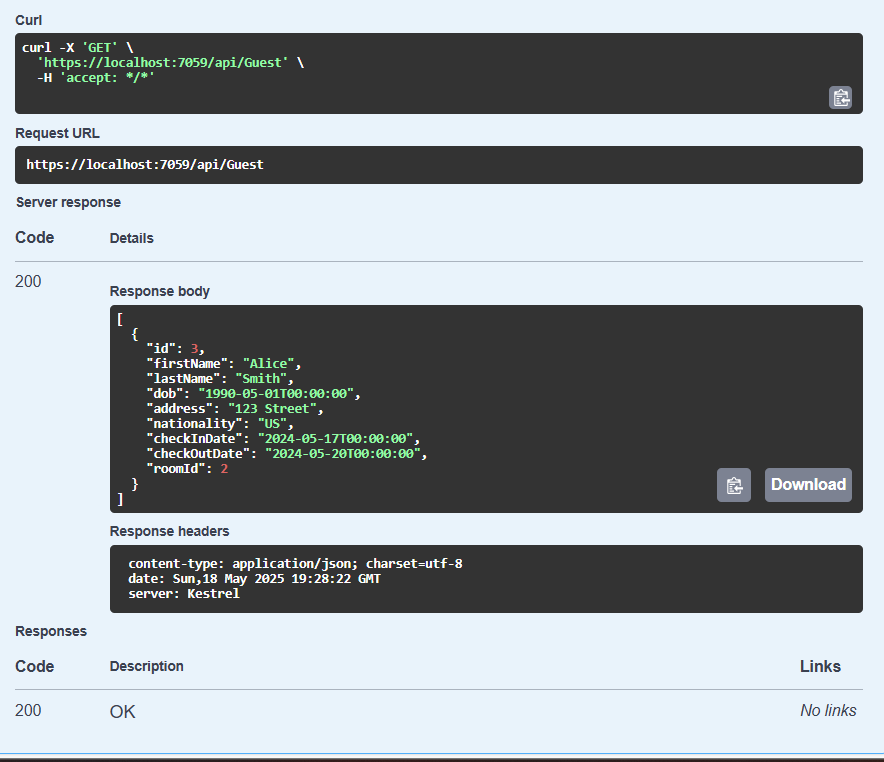 Curl
curl -X 'GET' \
  'https://localhost:7059/api/Guest' \
  -H 'accept: */*'
Request URL
https://localhost:7059/api/Guest
Server response
Code Details
200
Response body
[
  {
    "id": 3,
    "firstName": "Alice",
    "lastName": "Smith",
    "dob": "1990-05-01T00:00:00",
    "address": "123 Street",
    "nationality": "US",
    "checkInDate": "2024-05-17T00:00:00",
    "checkOutDate": "2024-05-20T00:00:00",
    "roomId": 2
  }
]
Download
Response headers
content-type: application/json; charset=utf-8
date: Sun,18 May 2025 19:28:22 GMT
server: Kestrel
Responses
Code Description Links
200 OK No links